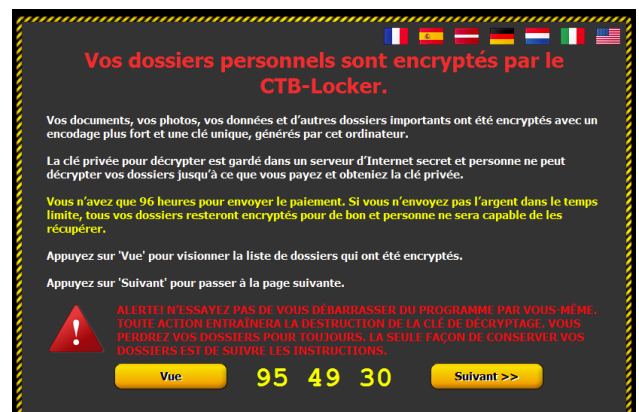 Vos dossiers personnels sont encryptés par le
CTB-Locker.
Vos documents, vos photos, vos données et d'autres dossiers importants ont été encryptés avec un
encodage plus fort et une clé unique, générés par cet ordinateur.
La clé privée pour décrypter est gardé dans un serveur d'Internet secret et personne ne peut
décrypter vos dossiers jusqu'à ce que vous payez et obteniez la clé privée.
Vous n'avez que 96 heures pour envoyer le paiement. Si vous n'envoyez pas l'argent dans le temps
limite, tous vos dossiers resteront encryptés pour de bon et personne ne sera capable de les
récupérer.
Appuyez sur 'Vue' pour visionner la liste de dossiers qui ont été encryptés.
Appuyez sur 'Suivant' pour passer à la page suivante.
ALERTE! N'ESSAYEZ PAS DE VOUS DÉBARRASSER DU PROGRAMME PAR VOUS-MÊME.
TOUTE ACTION ENTRAÎNERA LA DESTRUCTION DE LA CLÉ DE DÉCRYPTAGE. VOUS
PERDREZ VOS DOSSIERS POUR TOUJOURS. LA SEULE FAÇON DE CONSERVER VOS
DOSSIERS EST DE SUIVRE LES INSTRUCTIONS.
Vue 95 49 30 Suivant >>